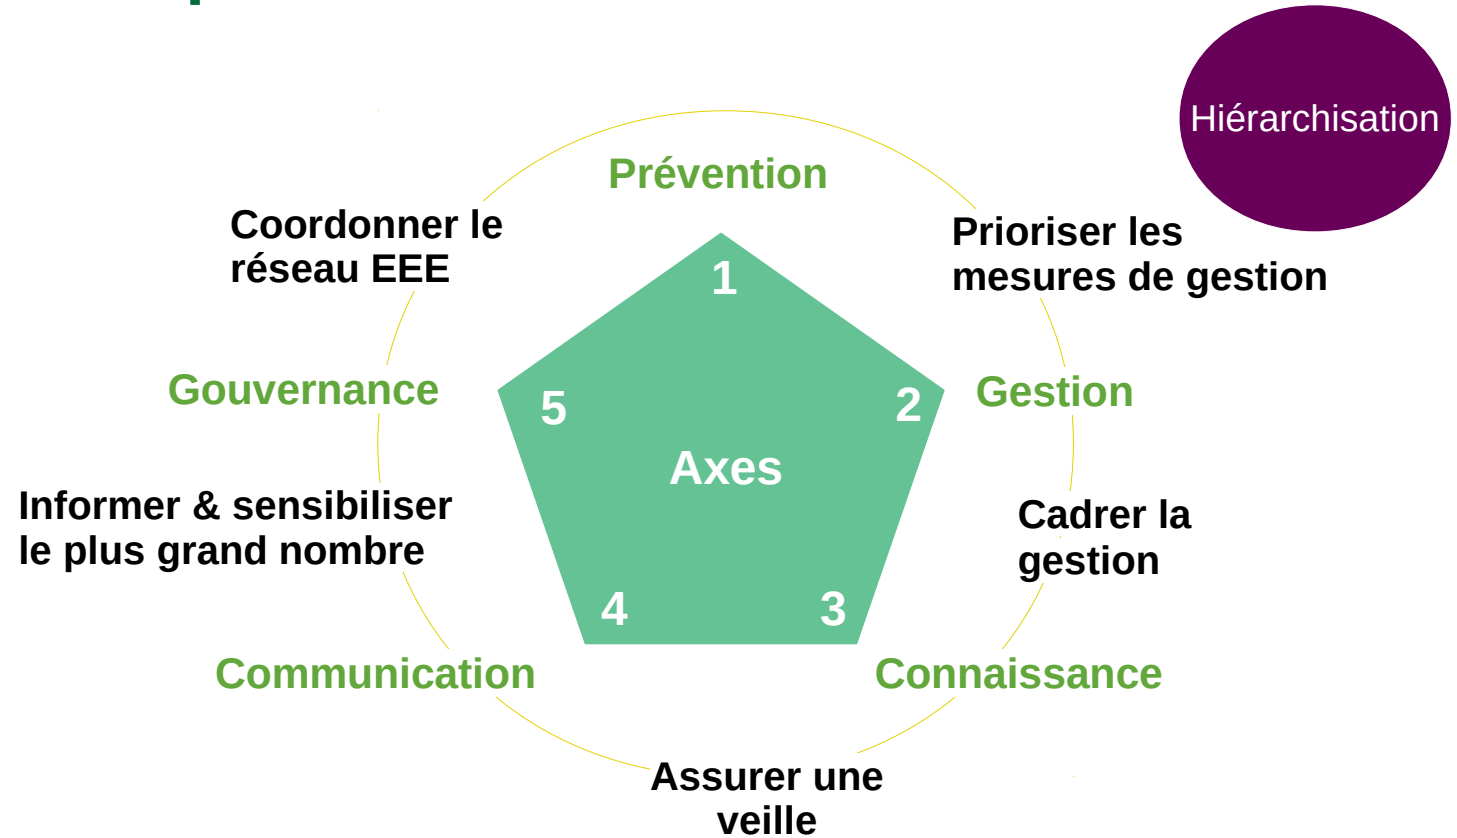 Hiérarchisation
Prévention
Coordonner le
réseau EEE
Prioriser les
mesures de gestion
1
Gouvernance
5
2
Gestion
Axes
Informer & sensibiliser
le plus grand nombre
Cadrer la
gestion
4
3
Communication
Connaissance
Assurer une
veille